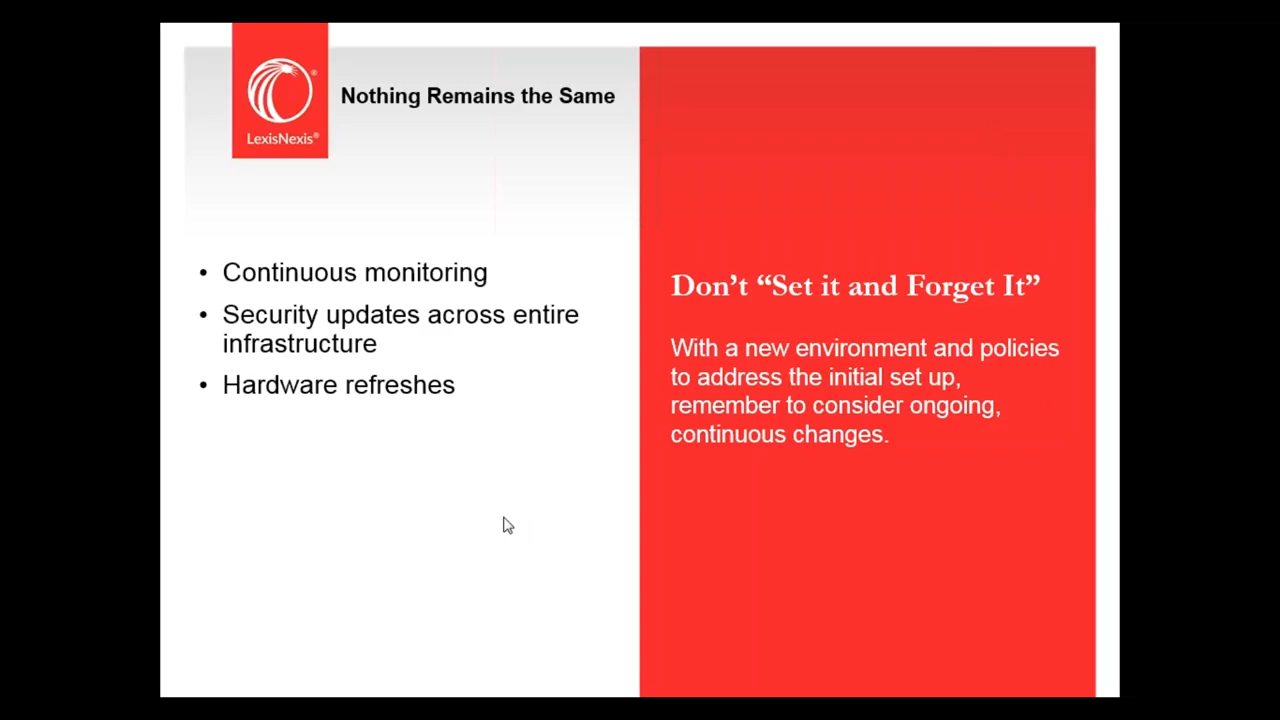 LexisNexis®
Nothing Remains the Same
• Continuous monitoring
• Security updates across entire
infrastructure
• Hardware refreshes
Don’t “Set it and Forget It”
With a new environment and policies
to address the initial set up,
remember to consider ongoing,
continuous changes.